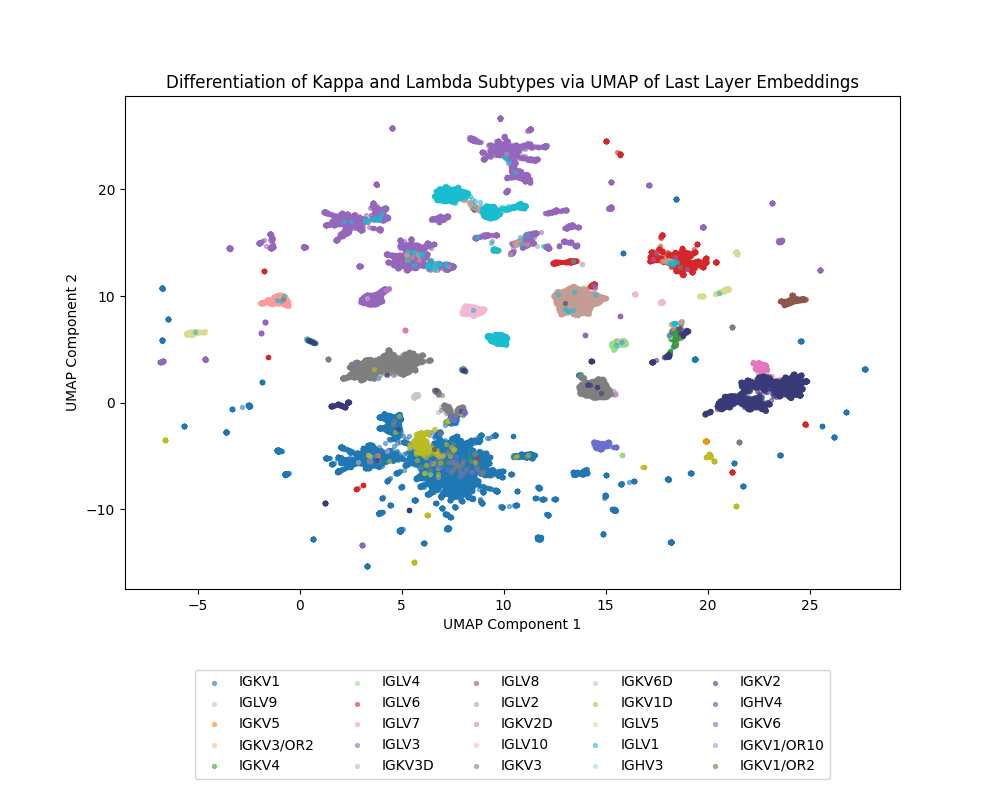 Differentiation of Kappa and Lambda Subtypes via UMAP of Last Layer Embeddings
UMAP Component 2
20
10
0
−10
−5
0
5
10
15
20
25
UMAP Component 1
IGKV1
IGLV9
IGKV5
IGKV3/OR2
IGKV4
IGLV4
IGLV6
IGLV7
IGLV3
IGKV3D
IGLV8
IGLV2
IGKV2D
IGLV10
IGKV3
IGKV6D
IGKV1D
IGLV5
IGLV1
IGHV3
IGKV2
IGHV4
IGKV6
IGKV1/OR10
IGKV1/OR2